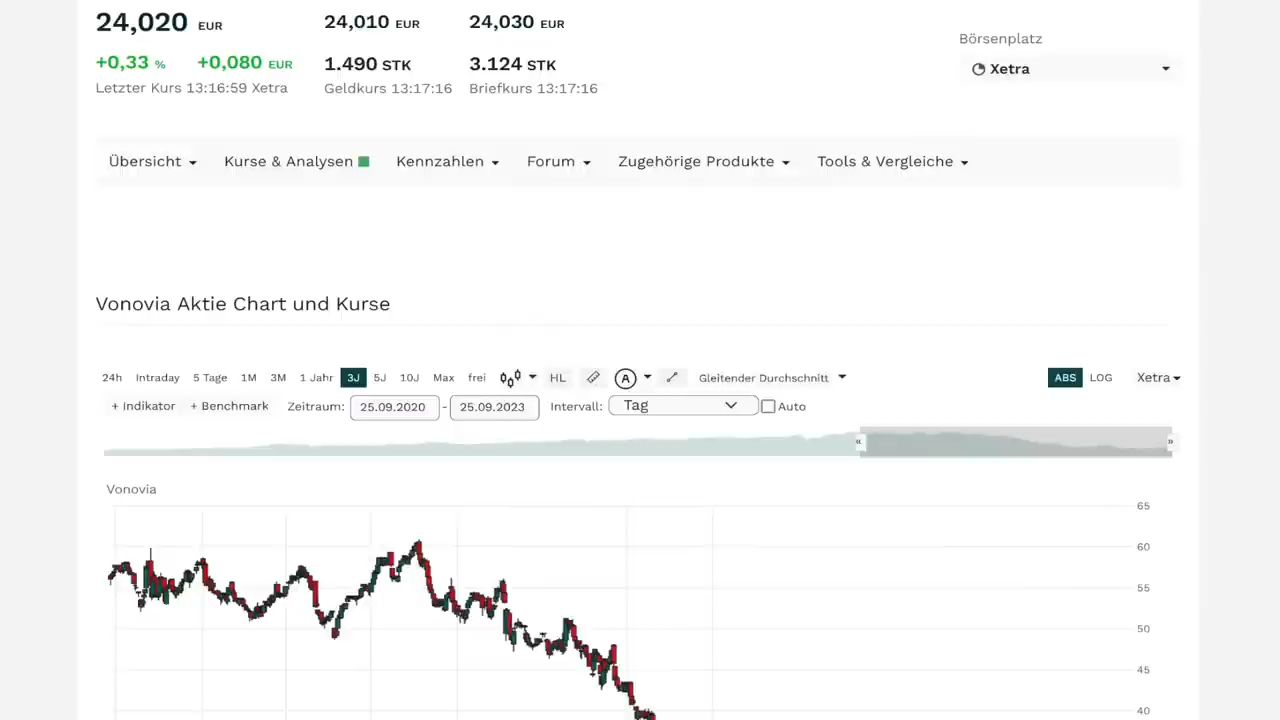 24,020 EUR
24,010 EUR
24,030 EUR
+0,33 %
+0,080 EUR
1.490 STK
3.124 STK
Letzter Kurs 13:16:59 Xetra
Geldkurs 13:17:16
Briefkurs 13:17:16
Börsenplatz
Xetra
Übersicht
Kurse & Analysen
Kennzahlen
Forum
Zugehörige Produkte
Tools & Vergleiche
Vonovia Aktie Chart und Kurse
24h Intraday 5 Tage 1M 3M 1 Jahr 3J 5J 10J Max frei HL A Gleitender Durchschnitt ABS LOG Xetra
+ Indikator + Benchmark Zeitraum: 25.09.2020 - 25.09.2023 Intervall: Tag Auto
« »
Vonovia
65
60
55
50
45
40